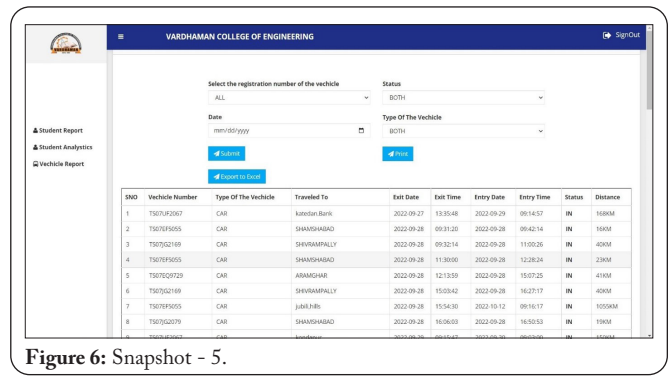 VARDHAMAN COLLEGE OF ENGINEERING
SignOut
Student Report
Student Analystics
Vechicle Report
Select the registration number of the vechicle Status
ALL BOTH
Date Type Of The Vechicle
mm/dd/yyyy BOTH
Submit Print
Export to Excel
SNO Vechicle Number Type Of The Vechicle Traveled To Exit Date Exit Time Entry Date Entry Time Status Distance
1 TS07UF2067 CAR katedan.Bank 2022-09-27 13:35:48 2022-09-29 09:14:57 IN 168KM
2 TS07EF5055 CAR SHAMSHABAD 2022-09-28 09:31:20 2022-09-28 09:42:14 IN 16KM
3 TS07JG2169 CAR SHIVRAMPALLY 2022-09-28 09:32:14 2022-09-28 11:00:26 IN 40KM
4 TS07EF5055 CAR SHAMSHABAD 2022-09-28 11:30:00 2022-09-28 12:28:24 IN 23KM
5 TS07EQ9729 CAR ARAMGHAR 2022-09-28 12:13:59 2022-09-28 15:07:25 IN 41KM
6 TS07JG2169 CAR SHIVRAMPALLY 2022-09-28 15:03:42 2022-09-28 16:27:17 IN 40KM
7 TS07EF5055 CAR jubili,hills 2022-09-28 15:54:30 2022-10-12 09:16:17 IN 1055KM
8 TS07JG2079 CAR SHAMSHABAD 2022-09-28 16:06:03 2022-09-28 16:50:53 IN 19KM
Figure 6: Snapshot - 5.